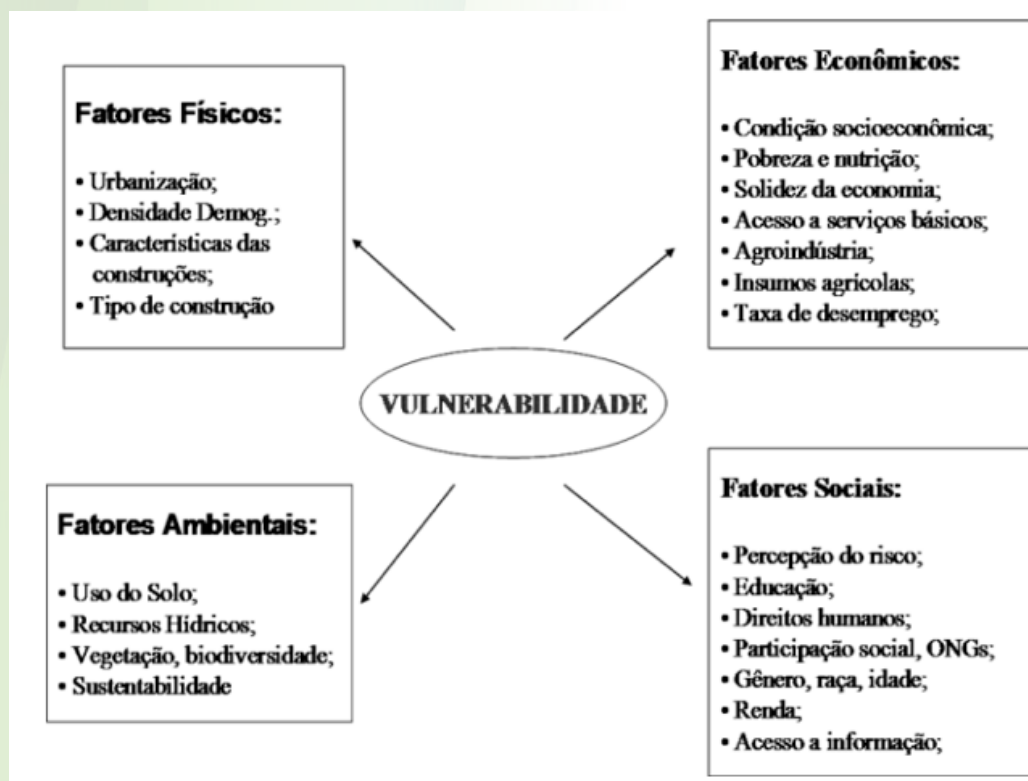 Fatores Físicos:
• Urbanização;
• Densidade Demog.;
• Características das
construções;
• Tipo de construção
Fatores Econômicos:
• Condição socioeconômica;
• Pobreza e nutrição;
• Solidez da economia;
• Acesso a serviços básicos;
• Agroindústria;
• Insumos agrícolas;
• Taxa de desemprego;
VULNERABILIDADE
Fatores Ambientais:
• Uso do Solo;
• Recursos Hídricos;
• Vegetação, biodiversidade;
• Sustentabilidade
Fatores Sociais:
• Percepção do risco;
• Educação;
• Direitos humanos;
• Participação social, ONGs;
• Gênero, raça, idade;
• Renda;
• Acesso a informação;